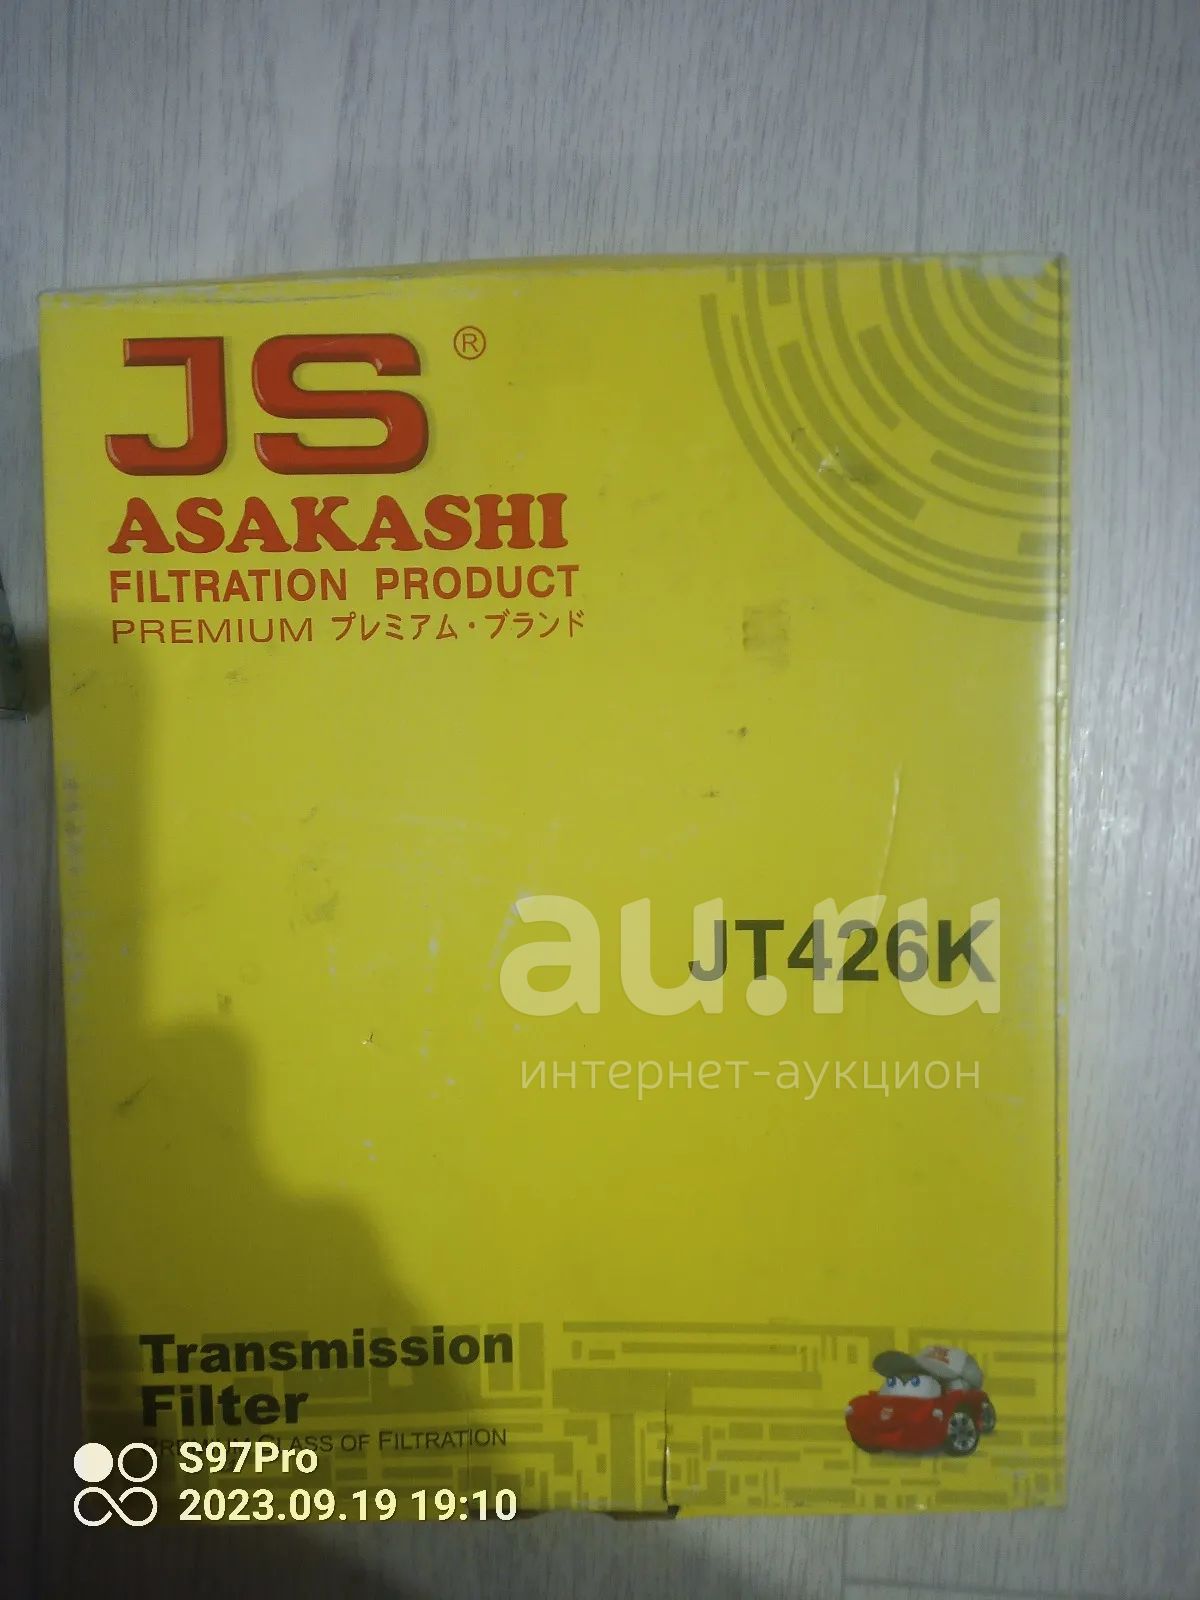 JS ®
ASAKASHI
FILTRATION PRODUCT
PREMIUM プレミアム・ブランド
au.ru
JT426K
интернет-аукцион
Transmission
Filter
PREMIUM CLASS OF FILTRATION
S97Pro
2023.09.19 19:10